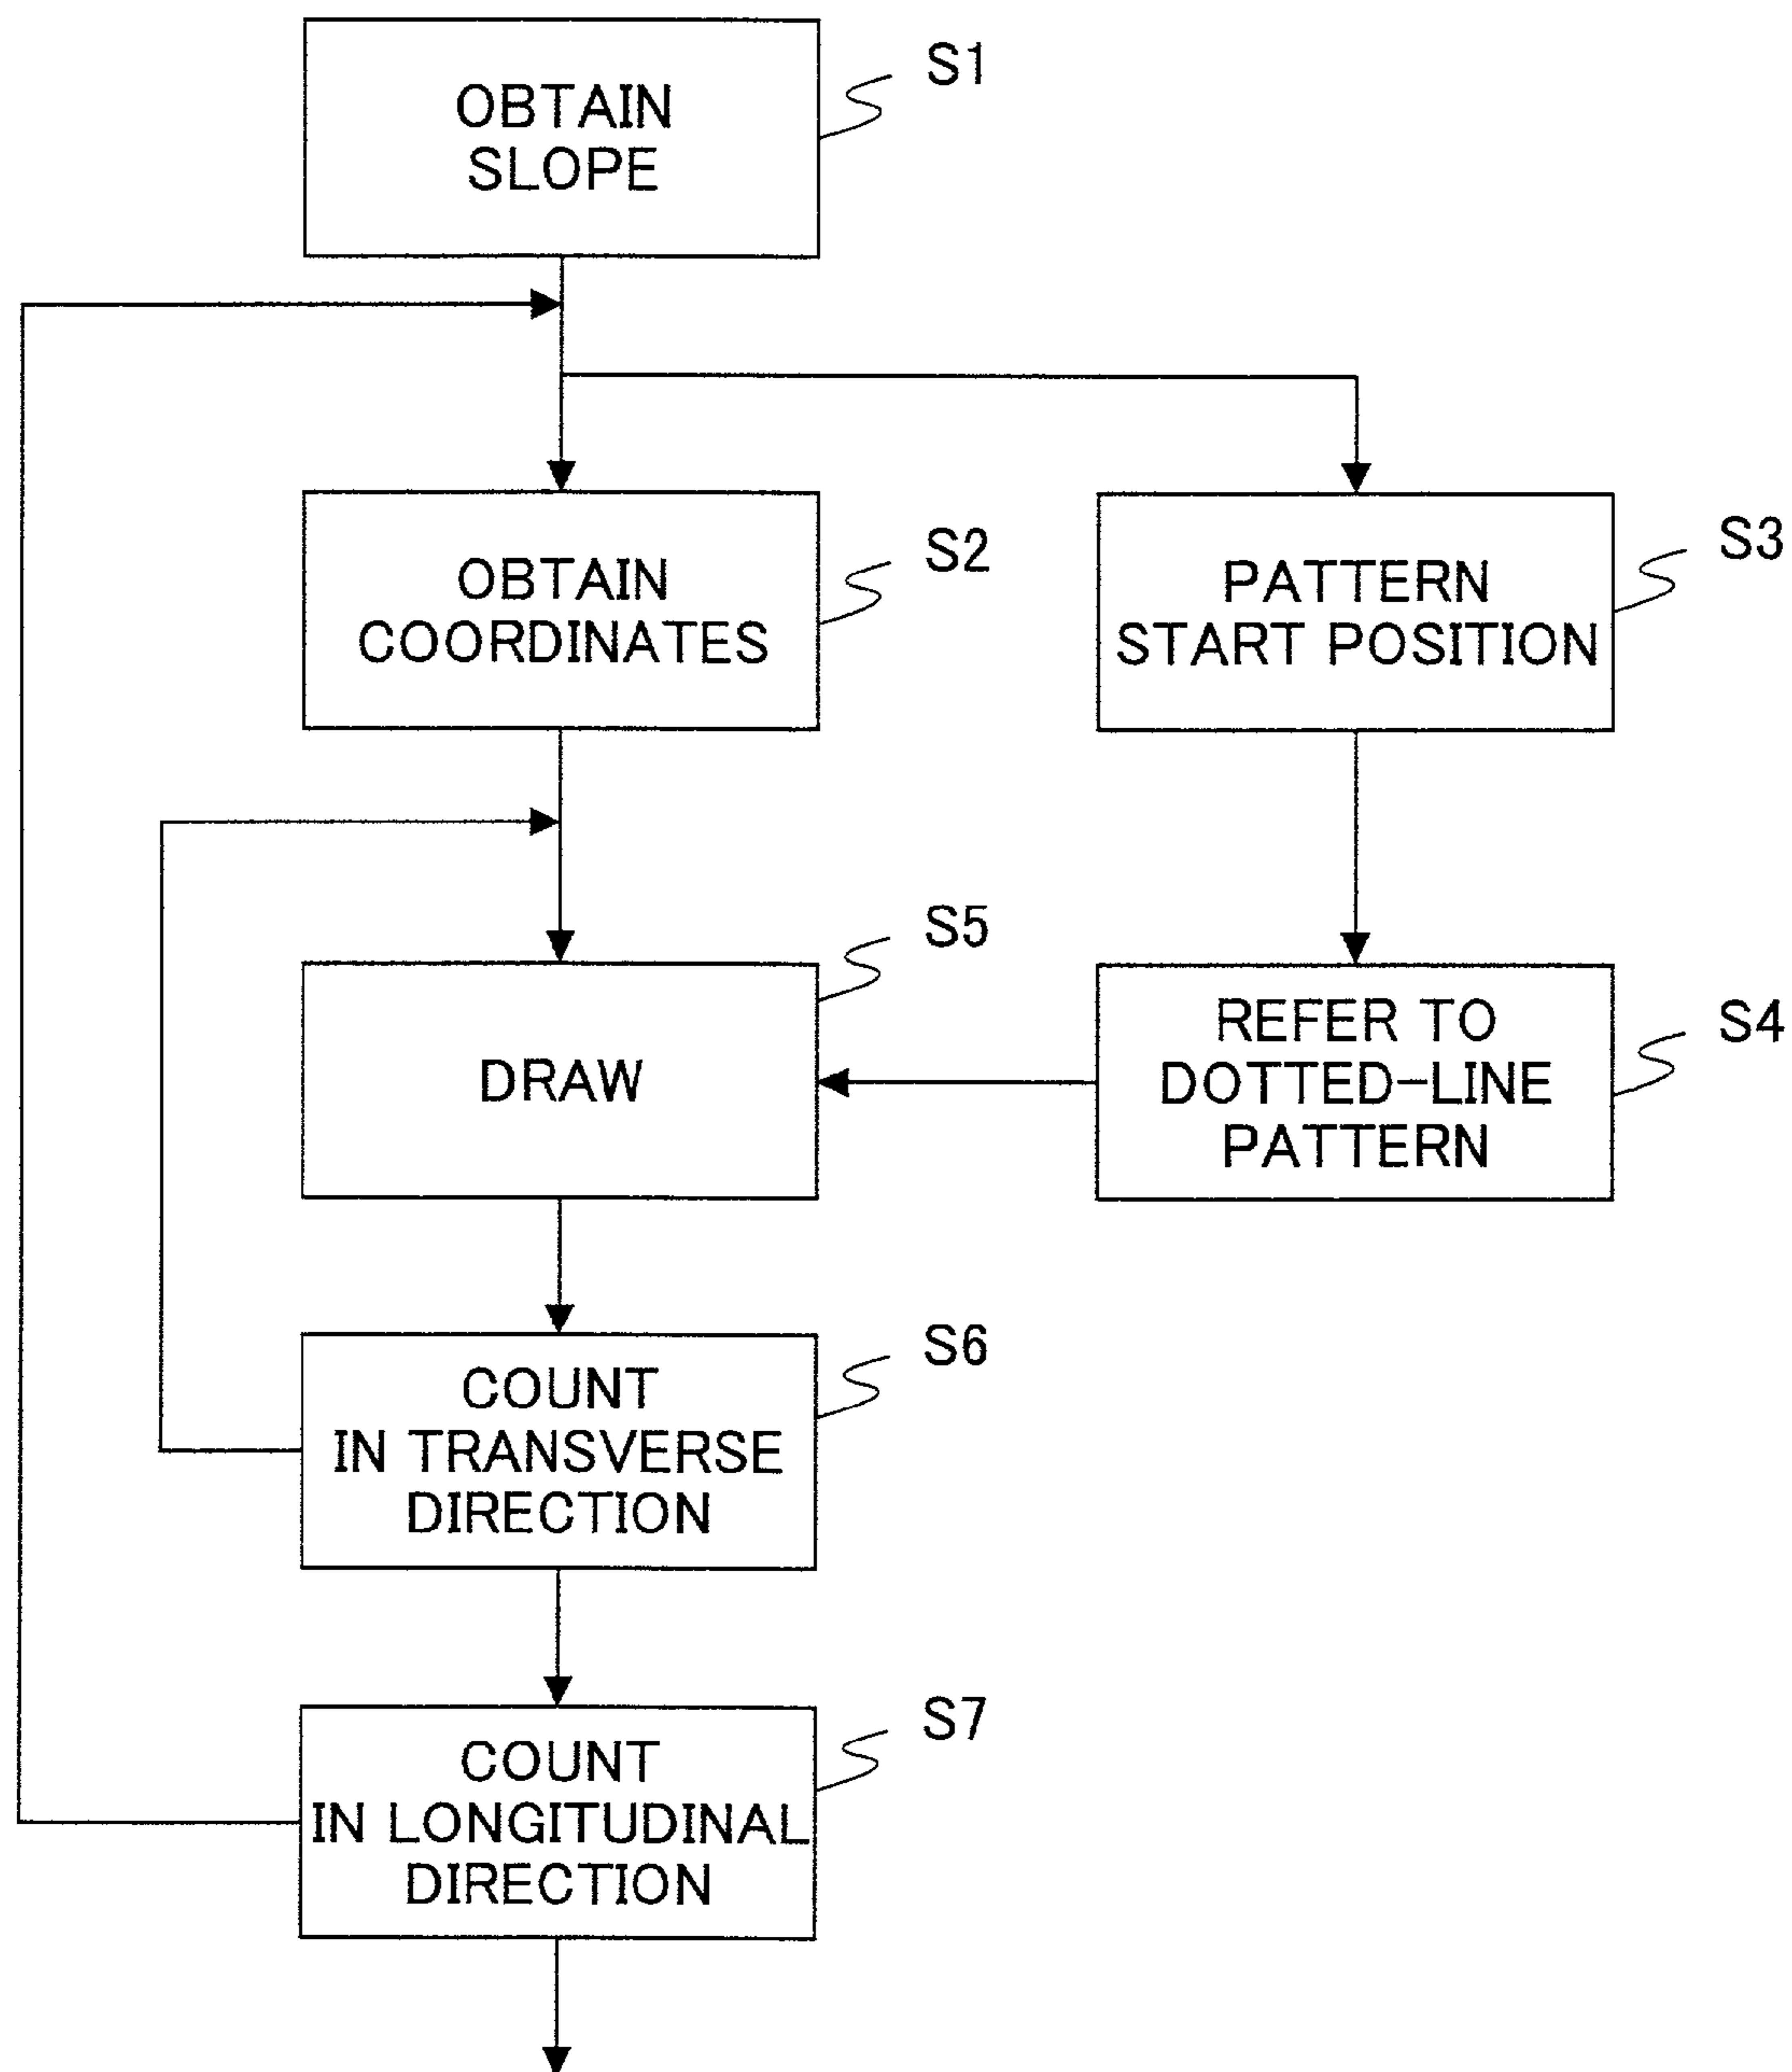 OBTAIN
SLOPE
S1
OBTAIN
COORDINATES
S2
PATTERN
START POSITION
S3
DRAW
S5
REFER TO
DOTTED-LINE
PATTERN
S4
COUNT
IN TRANSVERSE
DIRECTION
S6
COUNT
IN LONGITUDINAL
DIRECTION
S7